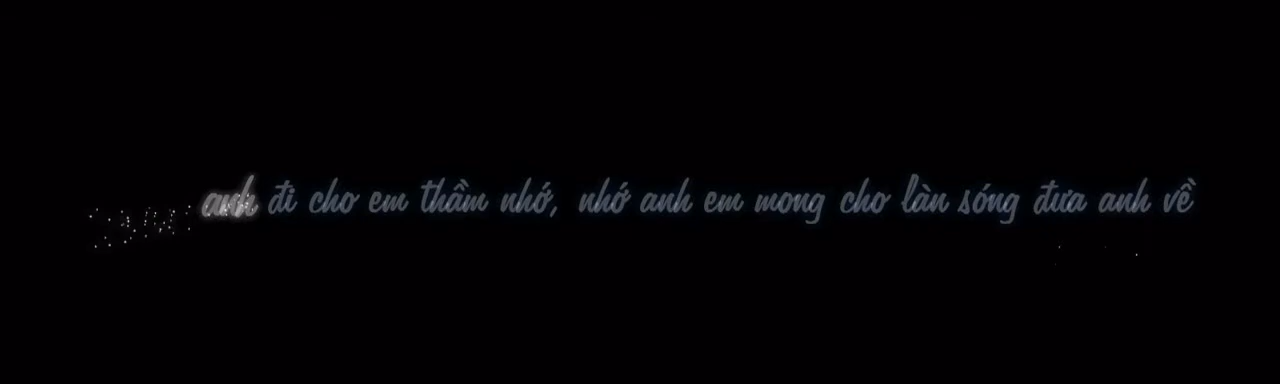 anh đi cho em thầm nhớ, nhớ anh em mong cho làn sóng đưa anh về